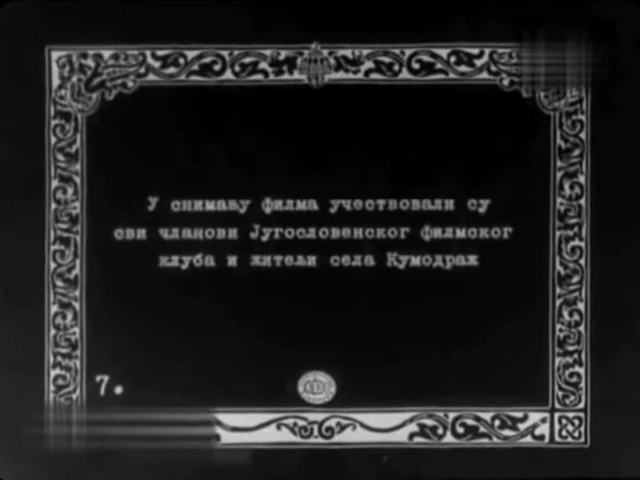 У снимању филма учествовали су
сви чланови Југословенског филмског
клуба и житељи села Кумодраж
7.